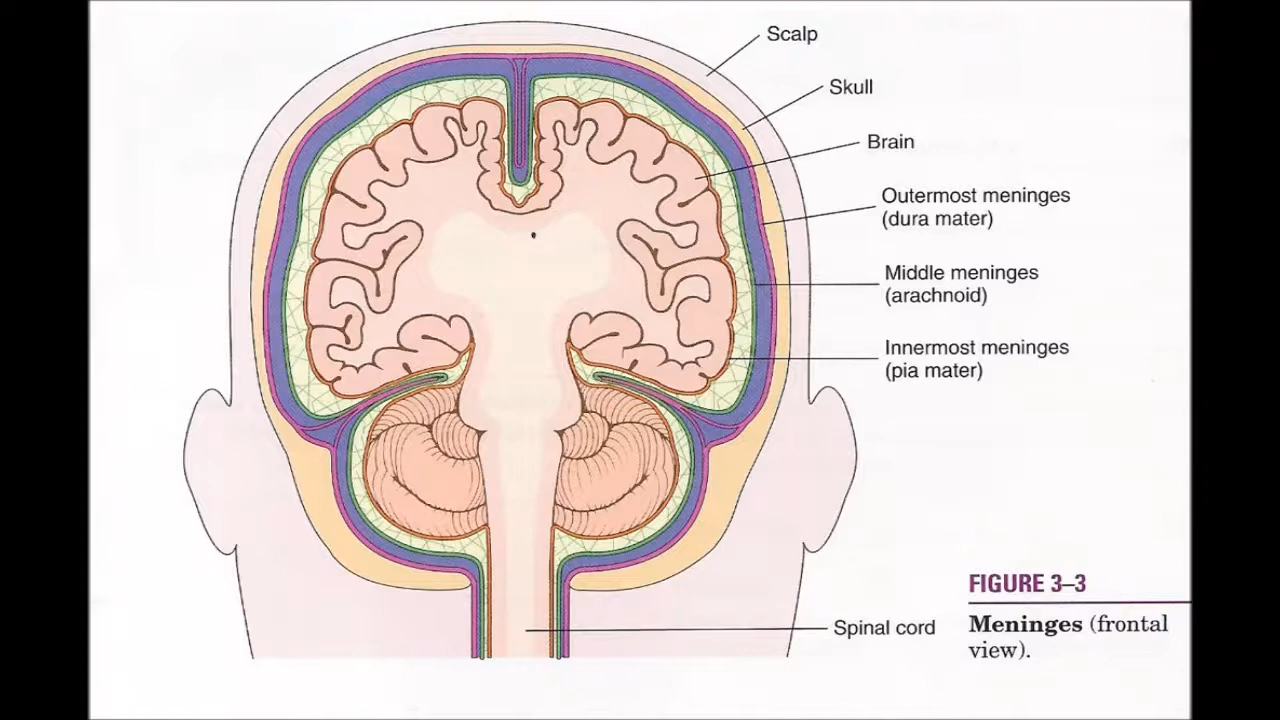 Scalp
Skull
Brain
Outermost meninges
(dura mater)
Middle meninges
(arachnoid)
Innermost meninges
(pia mater)
Spinal cord
FIGURE 3–3
Meninges (frontal
view).